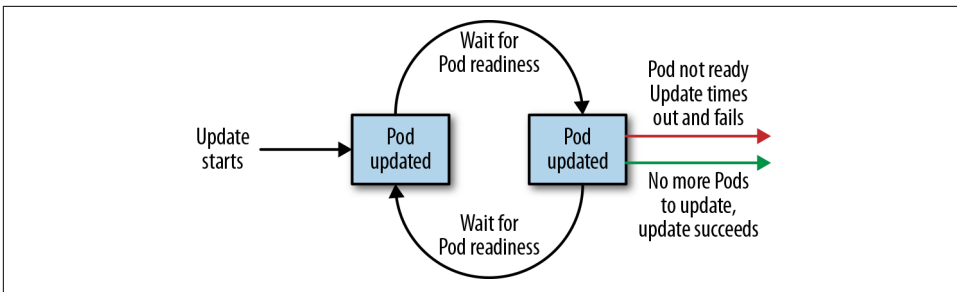 Wait for
Pod readiness
Update
starts
Pod
updated
Pod
updated
Pod not ready
Update times
out and fails
No more Pods
to update,
update succeeds
Wait for
Pod readiness